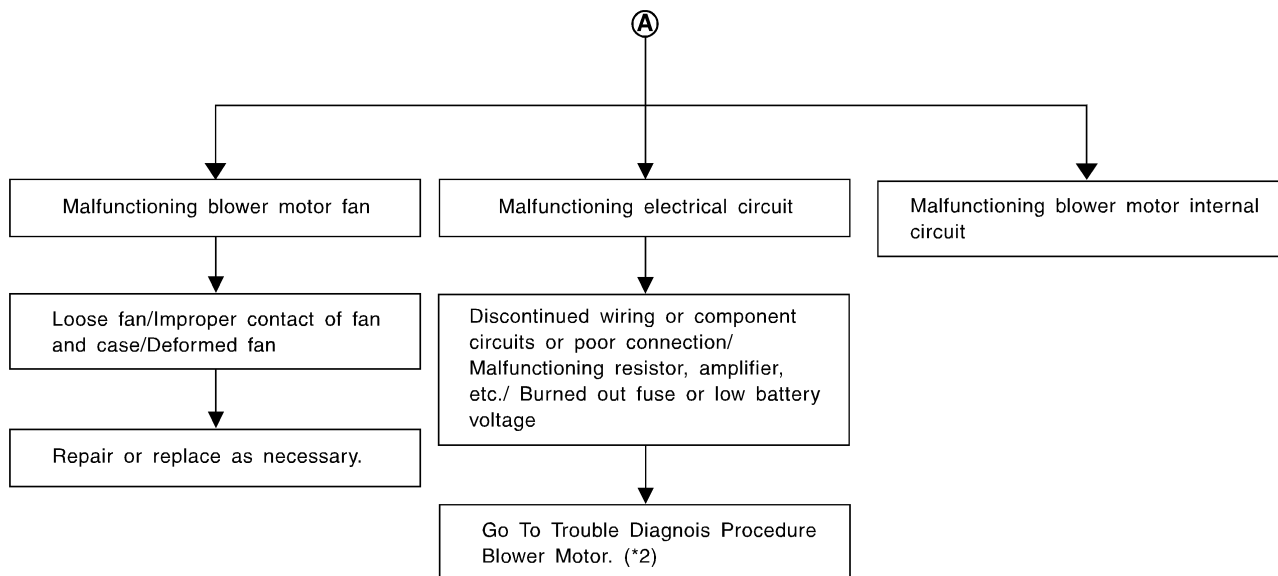 A
Malfunctioning blower motor fan
Malfunctioning electrical circuit
Malfunctioning blower motor internal
circuit
Loose fan/Improper contact of fan
and case/Deformed fan
Discontinued wiring or component
circuits or poor connection/
Malfunctioning resistor, amplifier,
etc./ Burned out fuse or low battery
voltage
Repair or replace as necessary.
Go To Trouble Diagnois Procedure
Blower Motor. (*2)